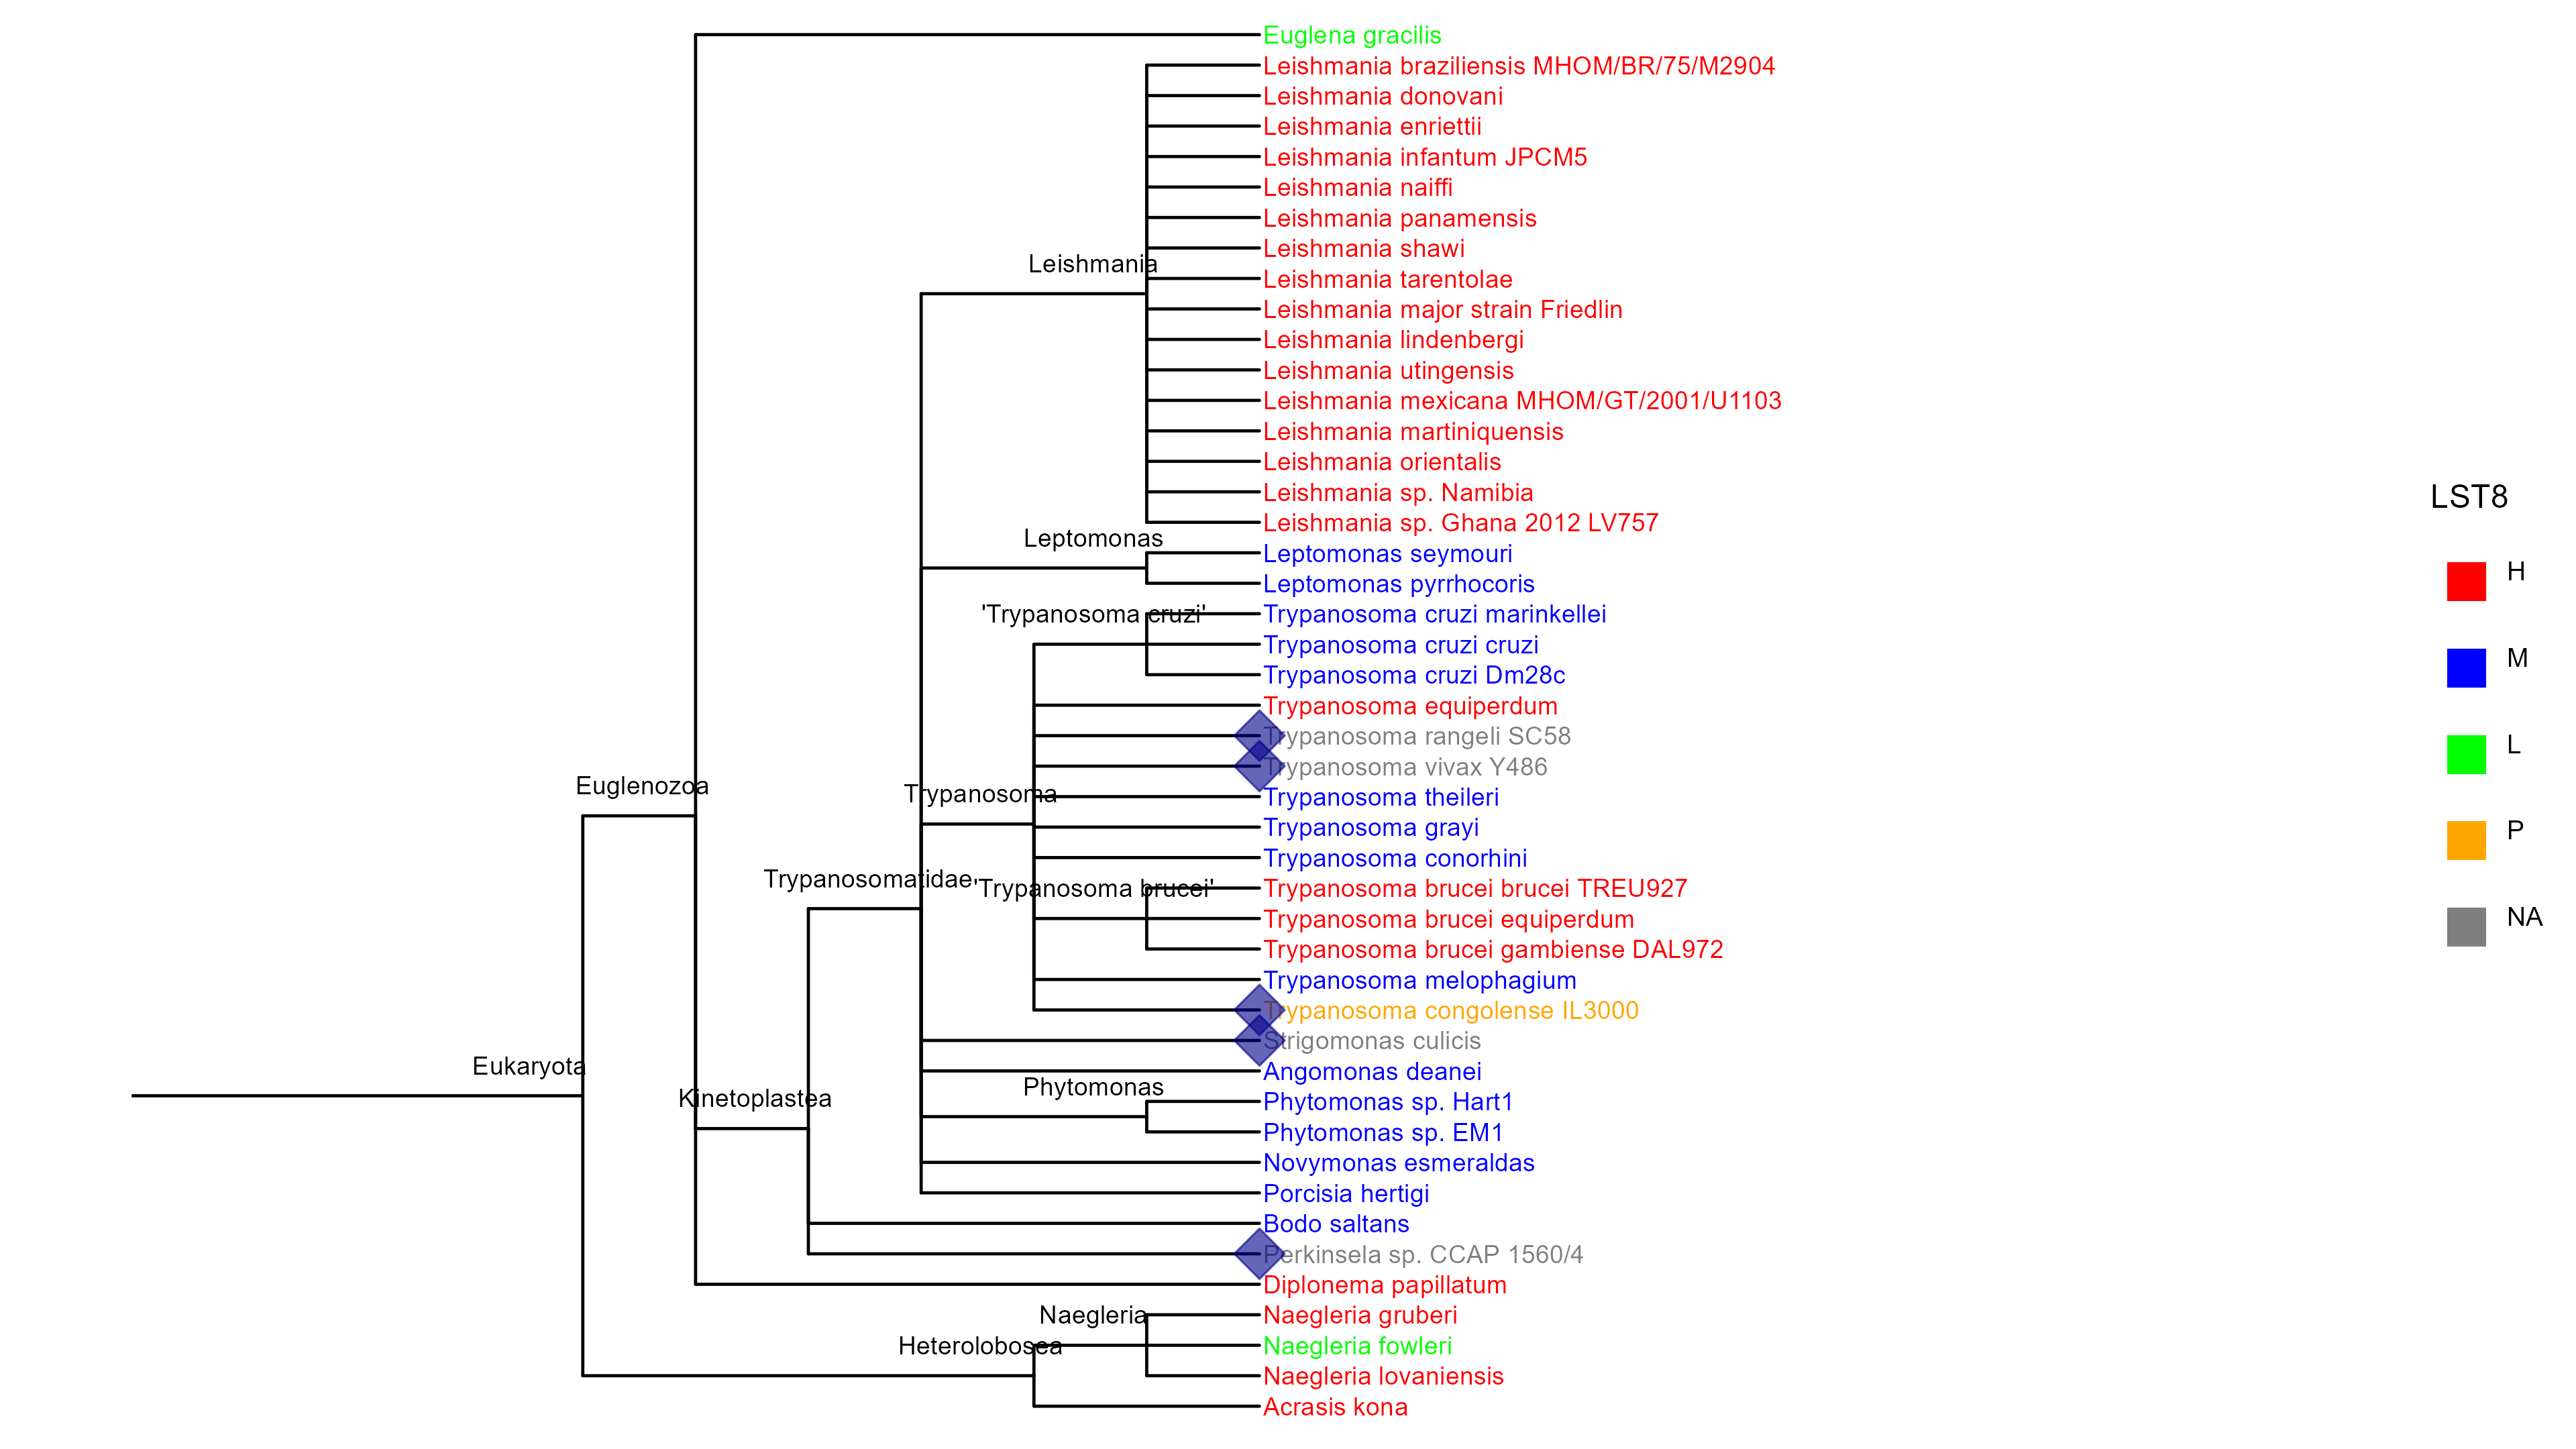 Euglena gracilis
Leishmania braziliensis MHOM/BR/75/M2904
Leishmania donovani
Leishmania enriettii
Leishmania infantum JPCM5
Leishmania naiffi
Leishmania panamensis
Leishmania shawi
Leishmania
Leishmania tarentolae
Leishmania major strain Friedlin
Leishmania lindenbergi
Leishmania utingensis
Leishmania mexicana MHOM/GT/2001/U1103
Leishmania martiniquensis
Leishmania orientalis
Leishmania sp. Namibia
Leishmania sp. Ghana 2012 LV757
Leptomonas
Leptomonas seymouri
Leptomonas pyrrhocoris
'Trypanosoma cruzi'
Trypanosoma cruzi marinkellei
Trypanosoma cruzi cruzi
Trypanosoma cruzi Dm28c
Trypanosoma equiperdum
Trypanosoma rangeli SC58
Trypanosoma vivax Y486
Euglenozoa
Trypanosoma
Trypanosoma theileri
Trypanosoma grayi
Trypanosoma conorhini
Trypanosomatidae
'Trypanosoma brucei'
Trypanosoma brucei brucei TREU927
Trypanosoma brucei equiperdum
Trypanosoma brucei gambiense DAL972
Trypanosoma melophagium
Trypanosoma congolense IL3000
Strigomonas culicis
Eukaryota
Angomonas deanei
Phytomonas
Kinetoplastea
Phytomonas sp. Hart1
Phytomonas sp. EM1
Novymonas esmeraldas
Porcisia hertigi
Bodo saltans
Perkinsela sp. CCAP 1560/4
Diplonema papillatum
Naegleria
Naegleria gruberi
Heterolobosea
Naegleria fowleri
Naegleria lovaniensis
Acrasis kona
LST8
H
M
L
P
NA